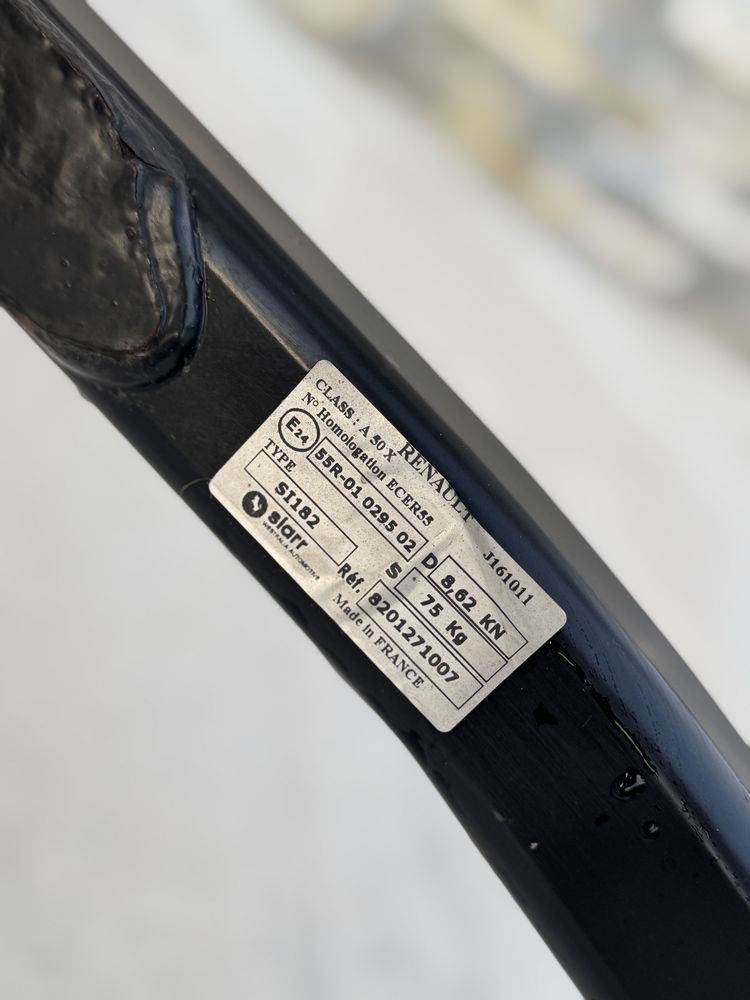 RENAULT J161011
CLASS : A 50 X
N° Homologation ECER55
E24 55R-01 0295 02
TYPE
SI182
D 8,62 KN
S 75 Kg
siarr
Réf. 8201271007
Made in FRANCE